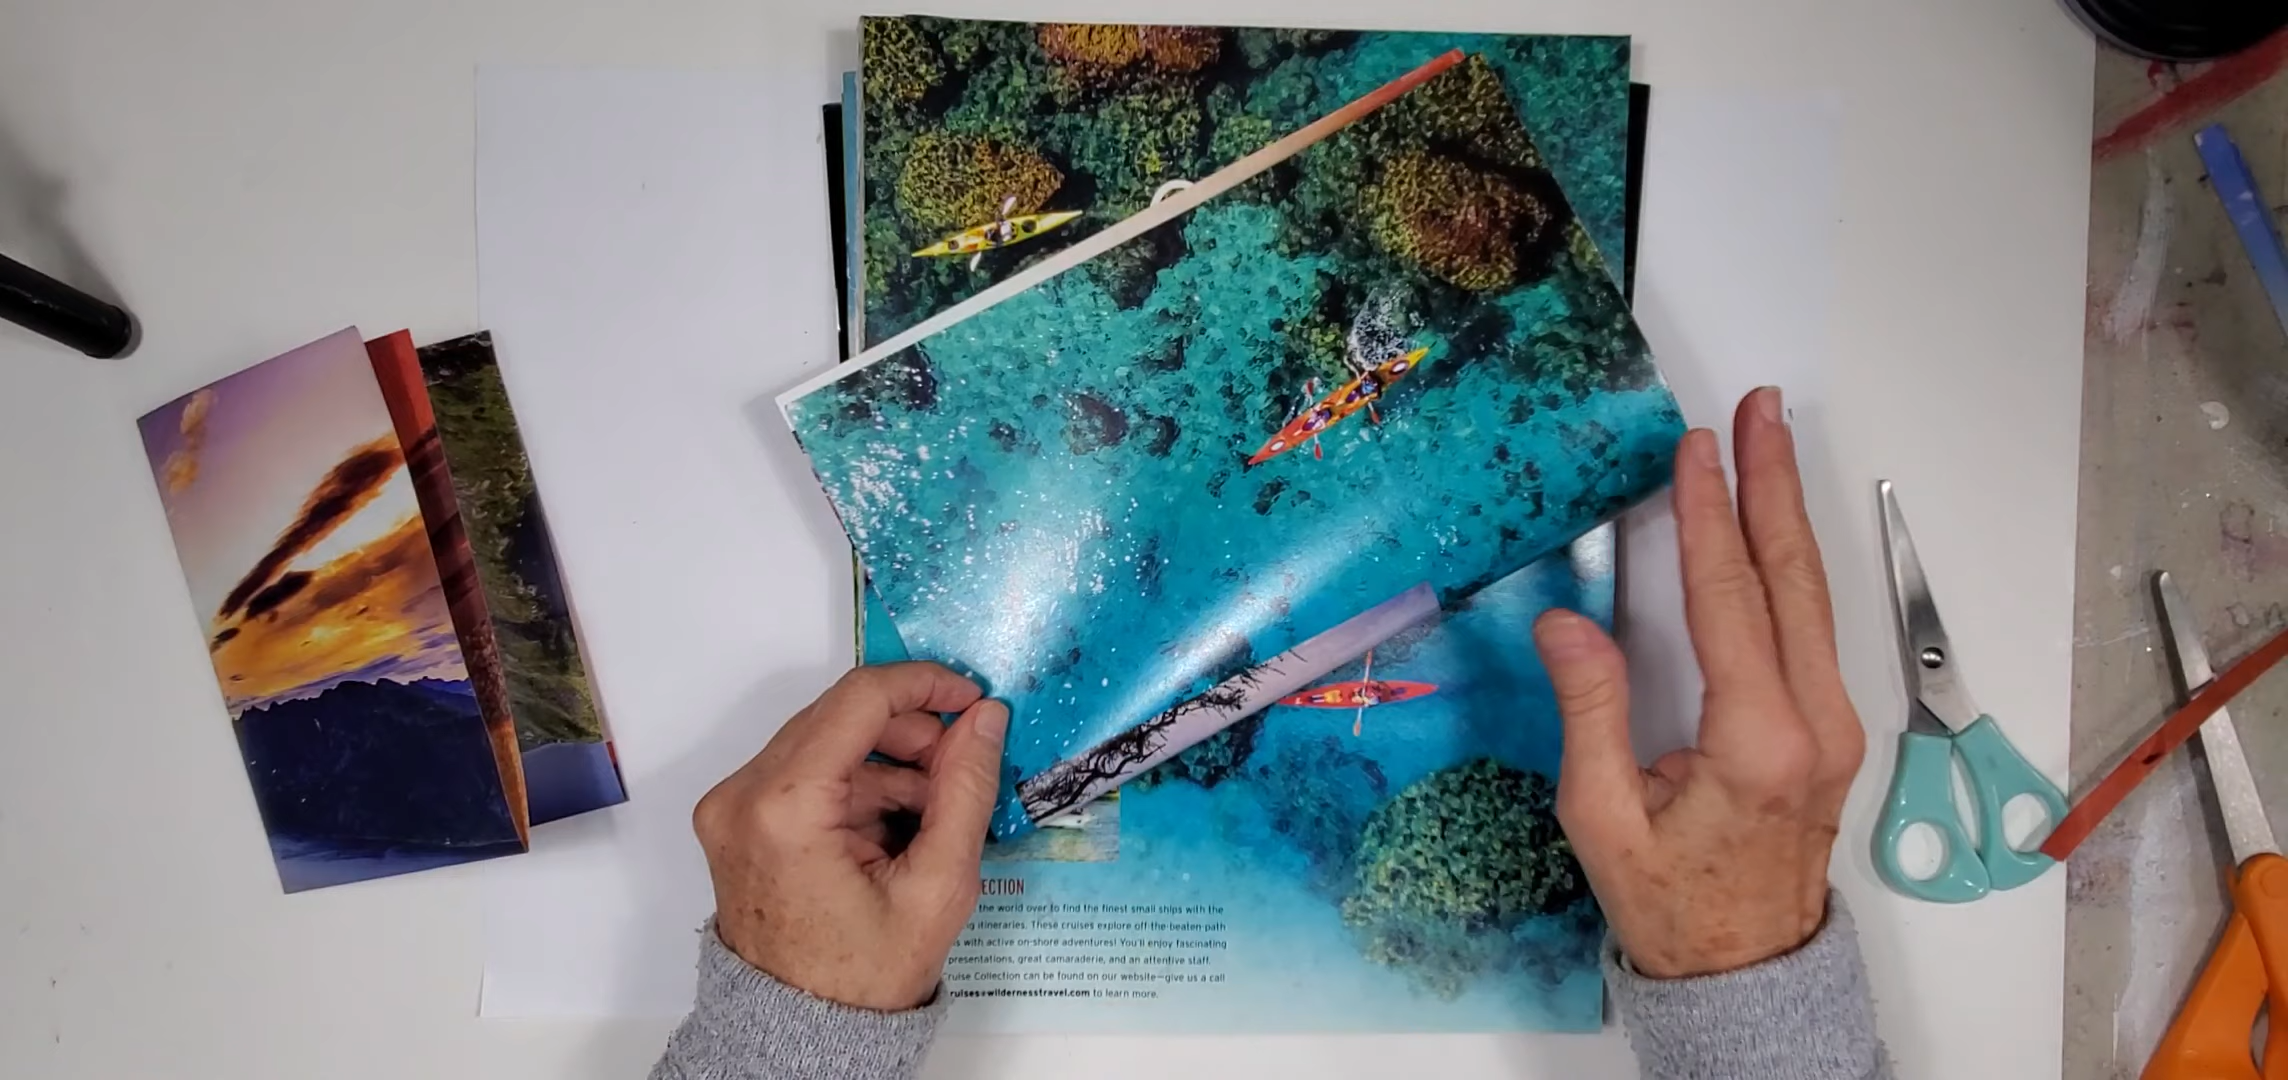 ECTION
the world over to find the finest small ships with the
g itineraries. These cruises explore off-the-beaten-path
s with active on-shore adventures! You'll enjoy fascinating
presentations, great camaraderie, and an attentive staff.
Cruise Collection can be found on our website—give us a call
ruises@wildernesstravel.com to learn more.